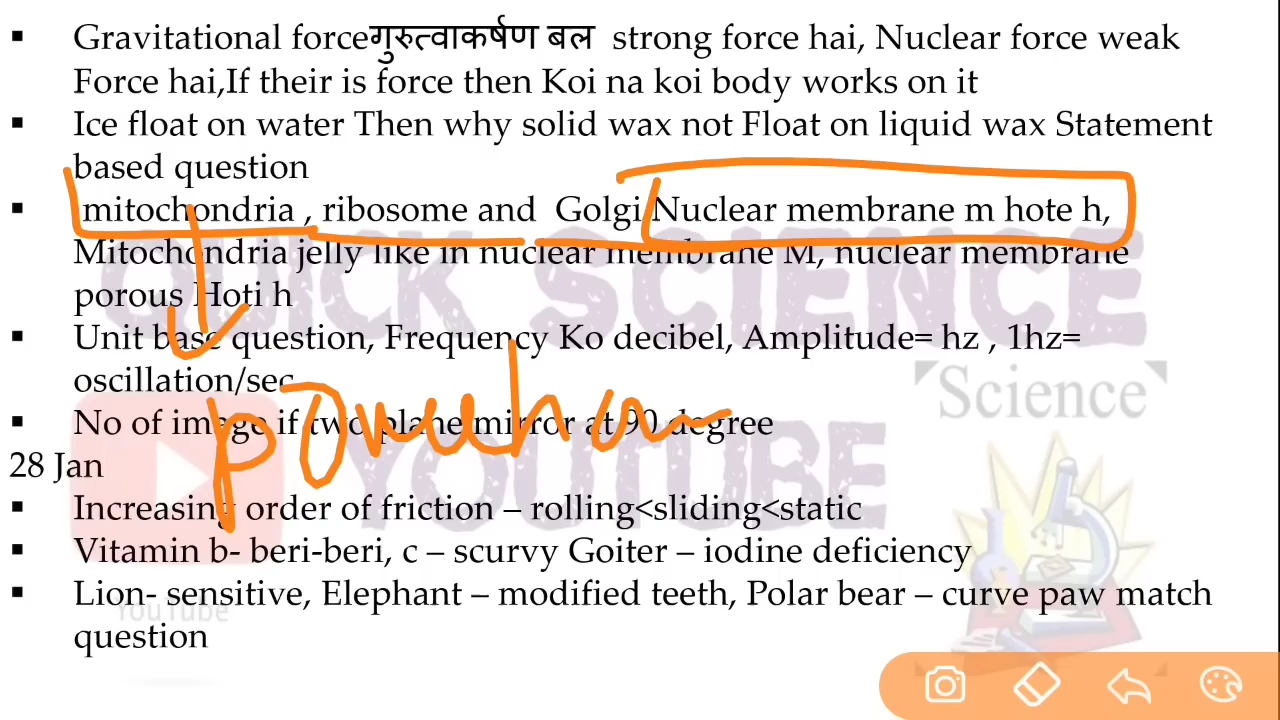 ▪ Gravitational forceगुरुत्वाकर्षण बल strong force hai, Nuclear force weak
Force hai,If their is force then Koi na koi body works on it
▪ Ice float on water Then why solid wax not Float on liquid wax Statement
based question
▪ mitochondria , ribosome and Golgi Nuclear membrane m hote h,
Mitochondria jelly like in nuclear membrane M, nuclear membrane
porous Hoti h
▪ Unit base question, Frequency Ko decibel, Amplitude= hz , 1hz=
oscillation/sec
▪ No of image if two plane mirror at 90 degree
28 Jan
▪ Increasing order of friction – rolling<sliding<static
▪ Vitamin b- beri-beri, c – scurvy Goiter – iodine deficiency
▪ Lion- sensitive, Elephant – modified teeth, Polar bear – curve paw match
question
QUICK SCIENCE
Science
YOUTUBE
YouTube